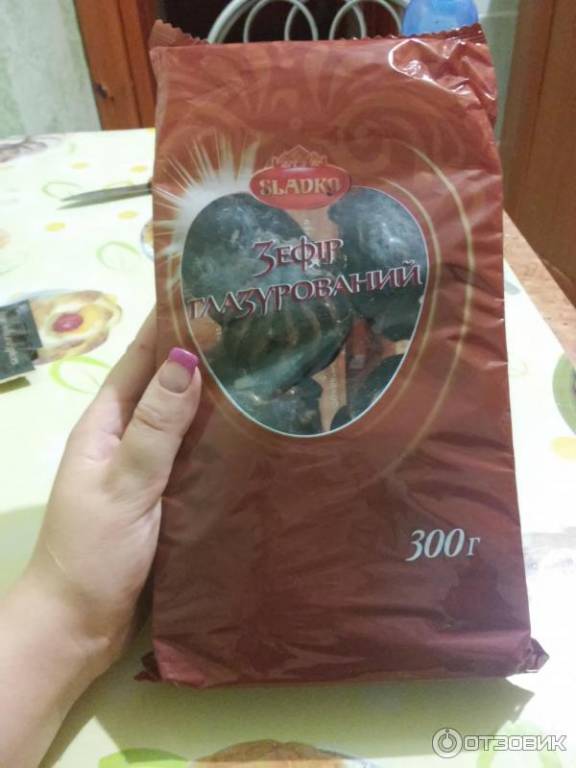 SLADKO
Зефір
глазурований
300г
ОТЗОВИК